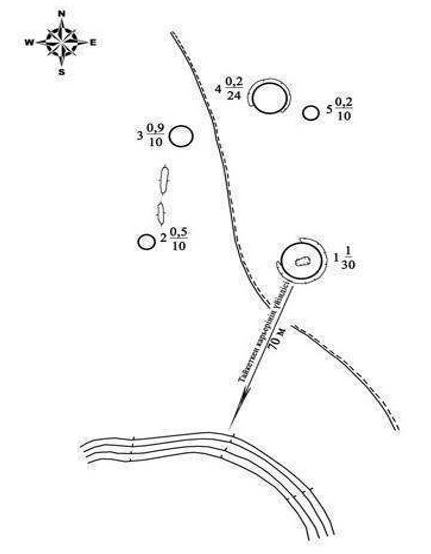 N
W E
S
4 0,2/24
5 0,2/10
3 0,9/10
2 0,5/10
1 1/30
Тайкеткен карьерінің үйіндісі
70 м